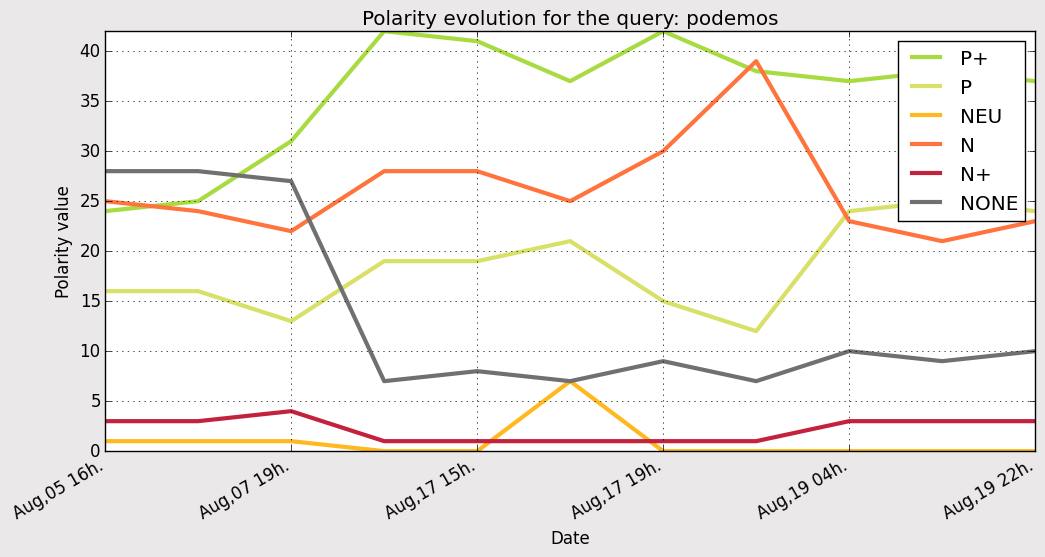 Polarity evolution for the query: podemos
40
35
30
25
20
15
10
5
0
Polarity value
P+
P
NEU
N
N+
NONE
Aug,05 16h.
Aug,07 19h.
Aug,17 15h.
Aug,17 19h.
Aug,19 04h.
Aug,19 22h.
Date